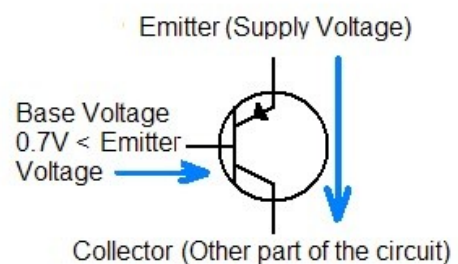 Emitter (Supply Voltage)
Base Voltage
0.7V < Emitter
Voltage
Collector (Other part of the circuit)